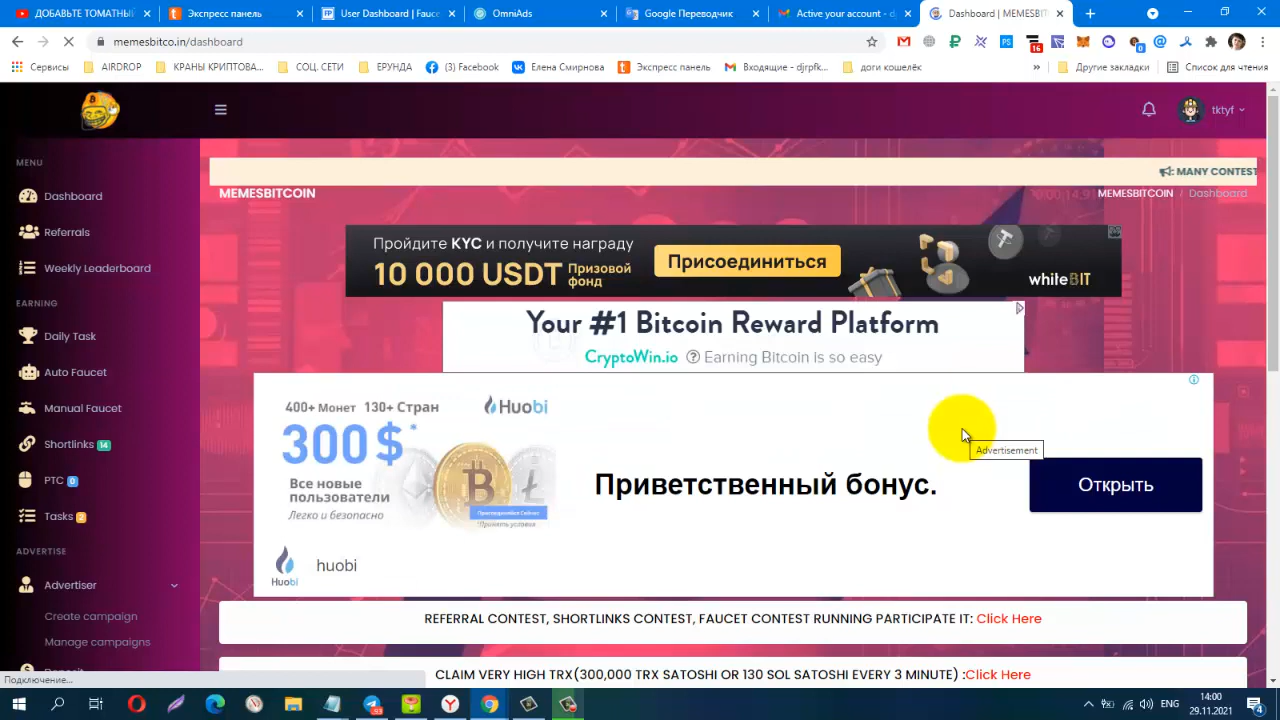 ДОБАВЬТЕ ТОМАТНЫЙ
Экспресс панель
User Dashboard | Fauce
OmniAds
Google Переводчик
Active your account - dj
Dashboard | MEMESBIT
memesbitco.in/dashboard
16
0
Сервисы
AIRDROP
КРАНЫ КРИПТОВА...
СОЦ. СЕТИ
ЕРУНДА
(3) Facebook
Елена Смирнова
Экспресс панель
Входящие - djrpfk...
доги кошелёк
»
Другие закладки
Список для чтения
tktyf
MENU
Dashboard
Referrals
Weekly Leaderboard
EARNING
Daily Task
Auto Faucet
Manual Faucet
Shortlinks 14
PTC 0
Tasks 2
ADVERTISE
Advertiser
Create campaign
Manage campaigns
MANY CONTEST
MEMESBITCOIN
MEMESBITCOIN / Dashboard
Пройдите KYC и получите награду
10 000 USDT Призовой фонд
Присоединиться
whiteBIT
Your #1 Bitcoin Reward Platform
CryptoWin.io Earning Bitcoin is so easy
400+ Монет 130+ Стран
Huobi
300$*
Все новые
пользователи
Легко и безопасно
Приветственный бонус.
Advertisement
Открыть
Huobi
huobi
REFERRAL CONTEST, SHORTLINKS CONTEST, FAUCET CONTEST RUNNING PARTICIPATE IT: Click Here
CLAIM VERY HIGH TRX(300,000 TRX SATOSHI OR 130 SOL SATOSHI EVERY 3 MINUTE) :Click Here
Подключение...
ENG
14:00
29.11.2021
4